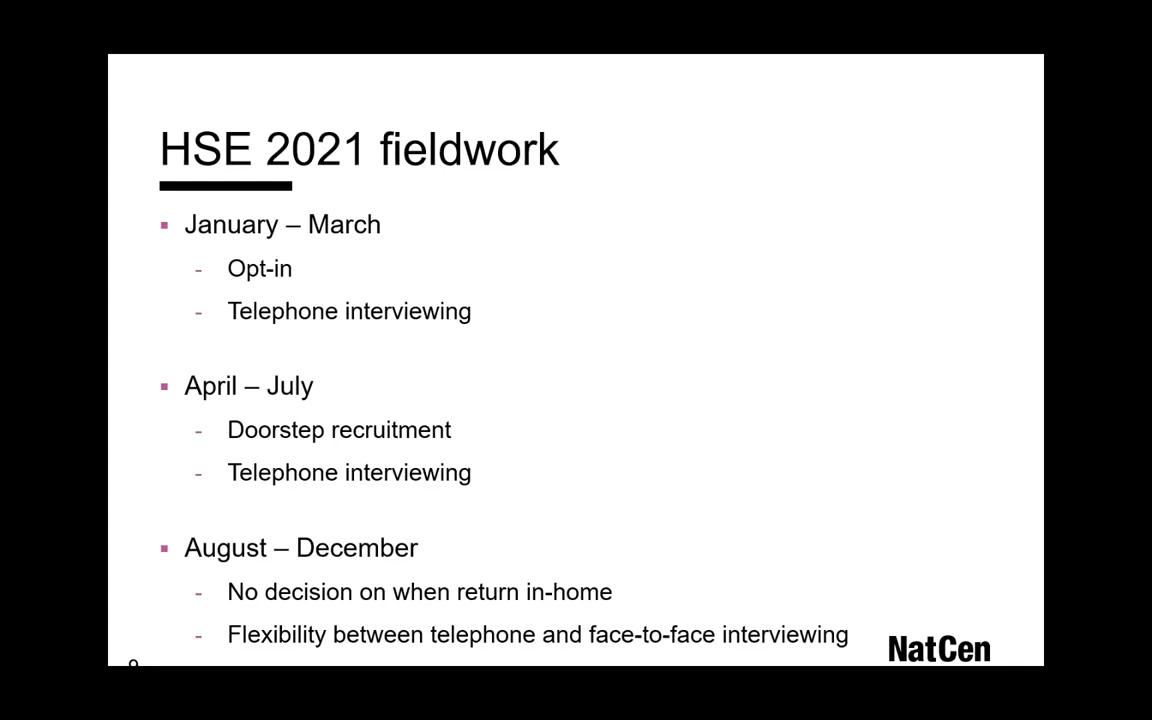 HSE 2021 fieldwork
▪ January – March
- Opt-in
- Telephone interviewing
▪ April – July
- Doorstep recruitment
- Telephone interviewing
▪ August – December
- No decision on when return in-home
- Flexibility between telephone and face-to-face interviewing
NatCen